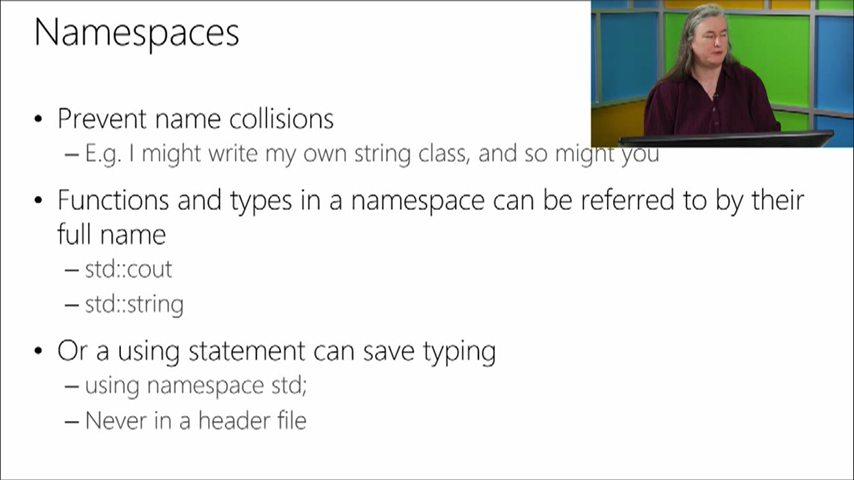 Namespaces
• Prevent name collisions
– E.g. I might write my own string class, and so might you
• Functions and types in a namespace can be referred to by their
full name
– std::cout
– std::string
• Or a using statement can save typing
– using namespace std;
– Never in a header file